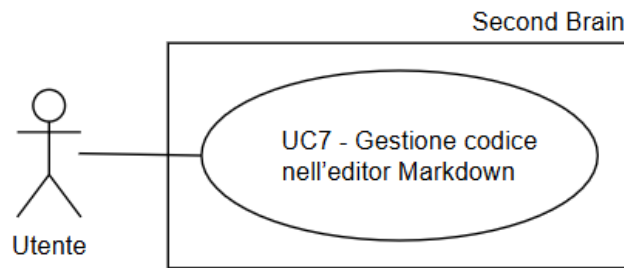 Second Brain
UC7 - Gestione codice
nell'editor Markdown
Utente